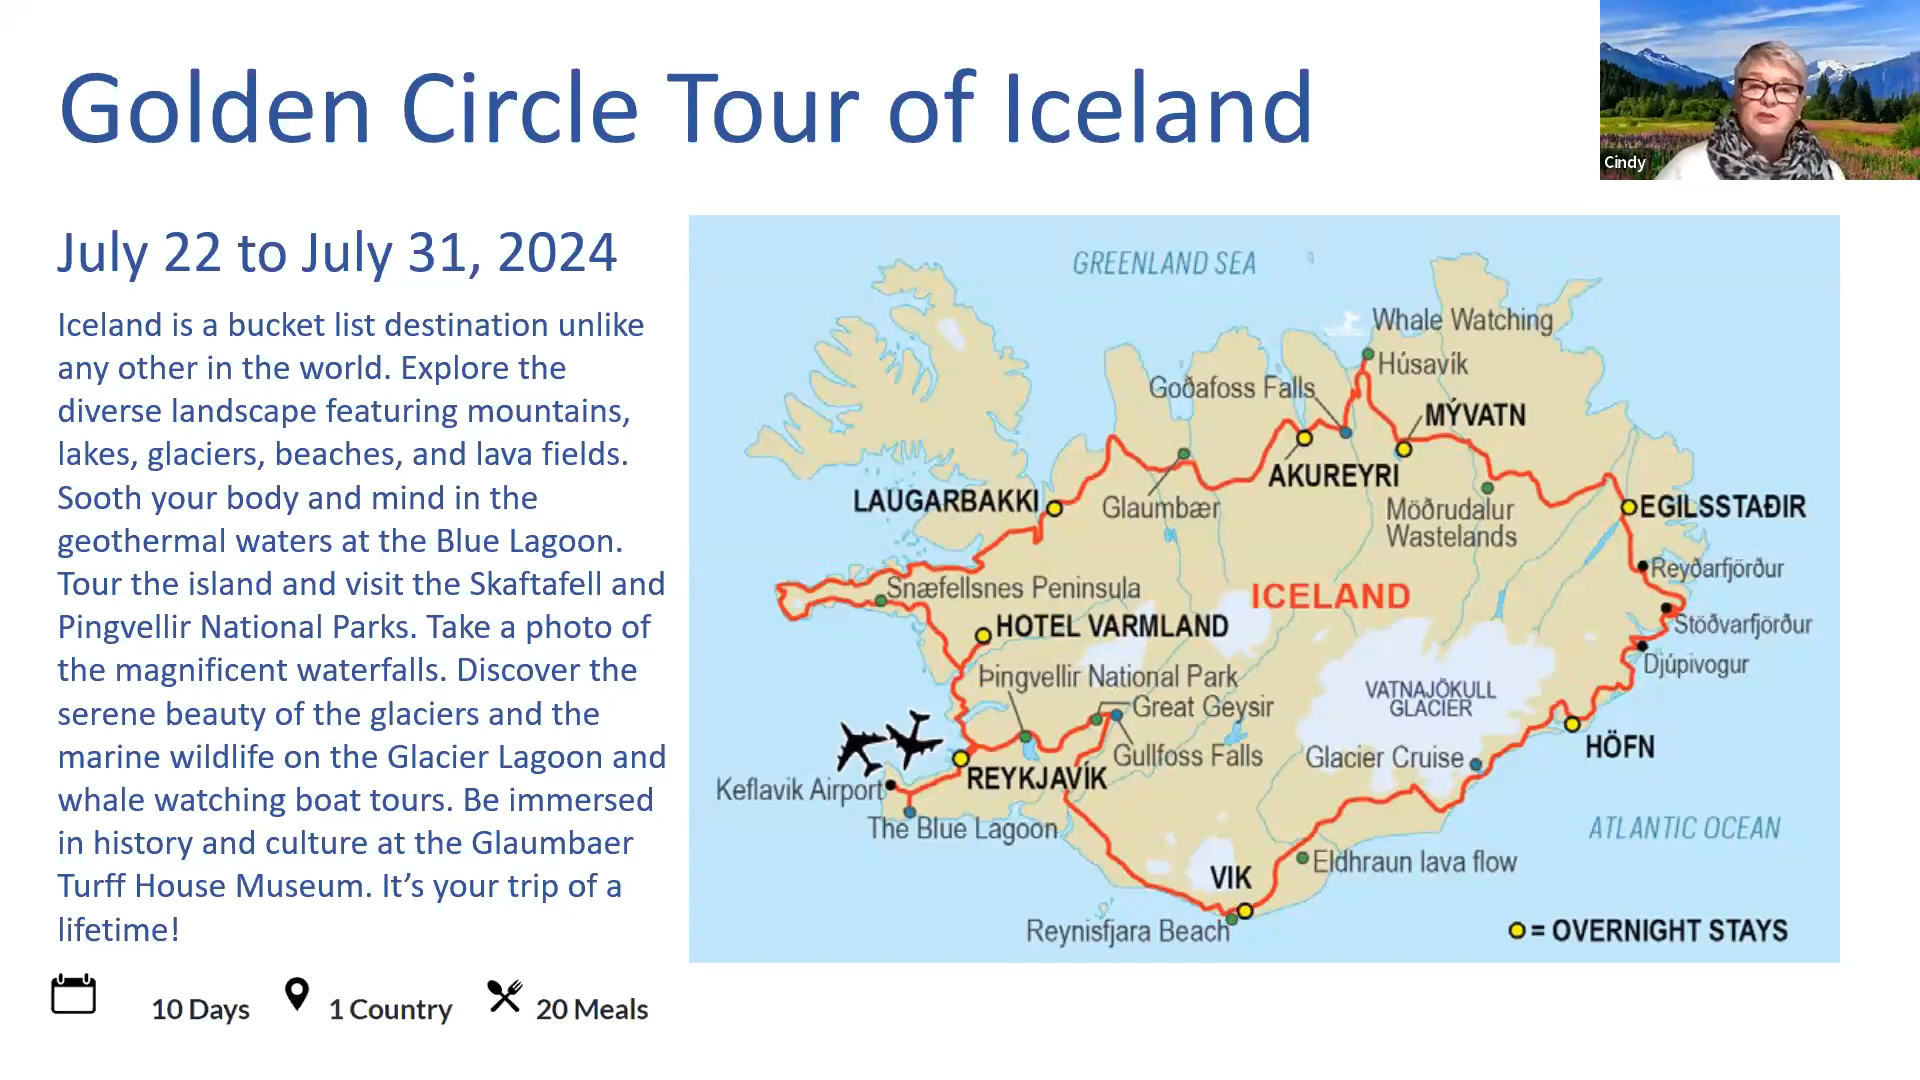 Golden Circle Tour of Iceland
Cindy
July 22 to July 31, 2024
Iceland is a bucket list destination unlike
any other in the world. Explore the
diverse landscape featuring mountains,
lakes, glaciers, beaches, and lava fields.
Sooth your body and mind in the
geothermal waters at the Blue Lagoon.
Tour the island and visit the Skaftafell and
Pingvellir National Parks. Take a photo of
the magnificent waterfalls. Discover the
serene beauty of the glaciers and the
marine wildlife on the Glacier Lagoon and
whale watching boat tours. Be immersed
in history and culture at the Glaumbaer
Turff House Museum. It’s your trip of a
lifetime!
10 Days
1 Country
20 Meals
GREENLAND SEA
Whale Watching
Húsavík
Goðafoss Falls
MÝVATN
AKUREYRI
LAUGARBAKKI
Glaumbær
Möðrudalur
Wastelands
EGILSSTAÐIR
Reyðarfjörður
Snæfellsnes Peninsula
ICELAND
Stöðvarfjörður
HOTEL VARMLAND
Djúpivogur
Þingvellir National Park
VATNAJÖKULL
GLACIER
Great Geysir
Gullfoss Falls
Glacier Cruise
HÖFN
REYKJAVÍK
Keflavik Airport
The Blue Lagoon
ATLANTIC OCEAN
Eldhraun lava flow
VIK
Reynisfjara Beach
= OVERNIGHT STAYS